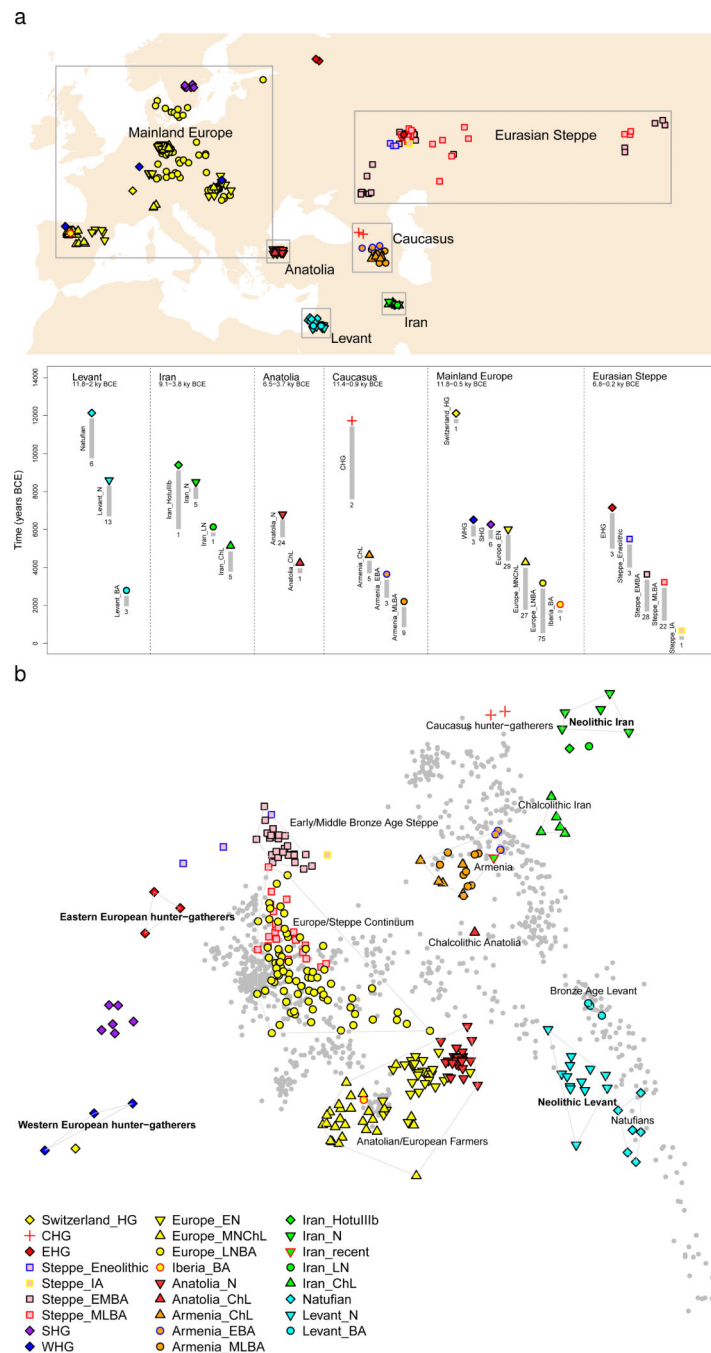 a
Mainland Europe
Eurasian Steppe
Caucasus
Anatolia
Iran
Levant
Levant
11.8–2 ky BCE
Iran
9.1–3.8 ky BCE
Anatolia
6.5–3.7 ky BCE
Caucasus
11.4–0.9 ky BCE
Mainland Europe
11.8–0.5 ky BCE
Eurasian Steppe
6.8–0.2 ky BCE
Time (years BCE)
14000
12000
10000
8000
6000
4000
2000
0
Natufian
6
Levant_N
13
Levant_BA
3
Iran_HotuIIIb
1
Iran_N
5
Iran_LN
1
Iran_ChL
5
Anatolia_N
24
Anatolia_ChL
1
CHG
2
Armenia_ChL
5
Armenia_EBA
3
Armenia_MLBA
Switzerland_HG
1
WHG
3
SHG
6
Europe_EN
28
Europe_MNChL
27
Europe_LNBA
75
Iberia_BA
1
EHG
3
Steppe_Eneolithic
3
Steppe_EMBA
28
Steppe_MLBA
22
Steppe_IA
1
b
Caucasus hunter−gatherers
Neolithic Iran
Chalcolithic Iran
Early/Middle Bronze Age Steppe
Armenia
Eastern European hunter−gatherers
Europe/Steppe Continuum
Chalcolithic Anatolia
Bronze Age Levant
Neolithic Levant
Natufians
Western European hunter−gatherers
Anatolian/European Farmers
Switzerland_HG
CHG
EHG
Steppe_Eneolithic
Steppe_IA
Steppe_EMBA
Steppe_MLBA
SHG
WHG
Europe_EN
Europe_MNChL
Europe_LNBA
Iberia_BA
Anatolia_N
Anatolia_ChL
Armenia_ChL
Armenia_EBA
Armenia_MLBA
Iran_HotuIIIb
Iran_N
Iran_recent
Iran_LN
Iran_ChL
Natufian
Levant_N
Levant_BA